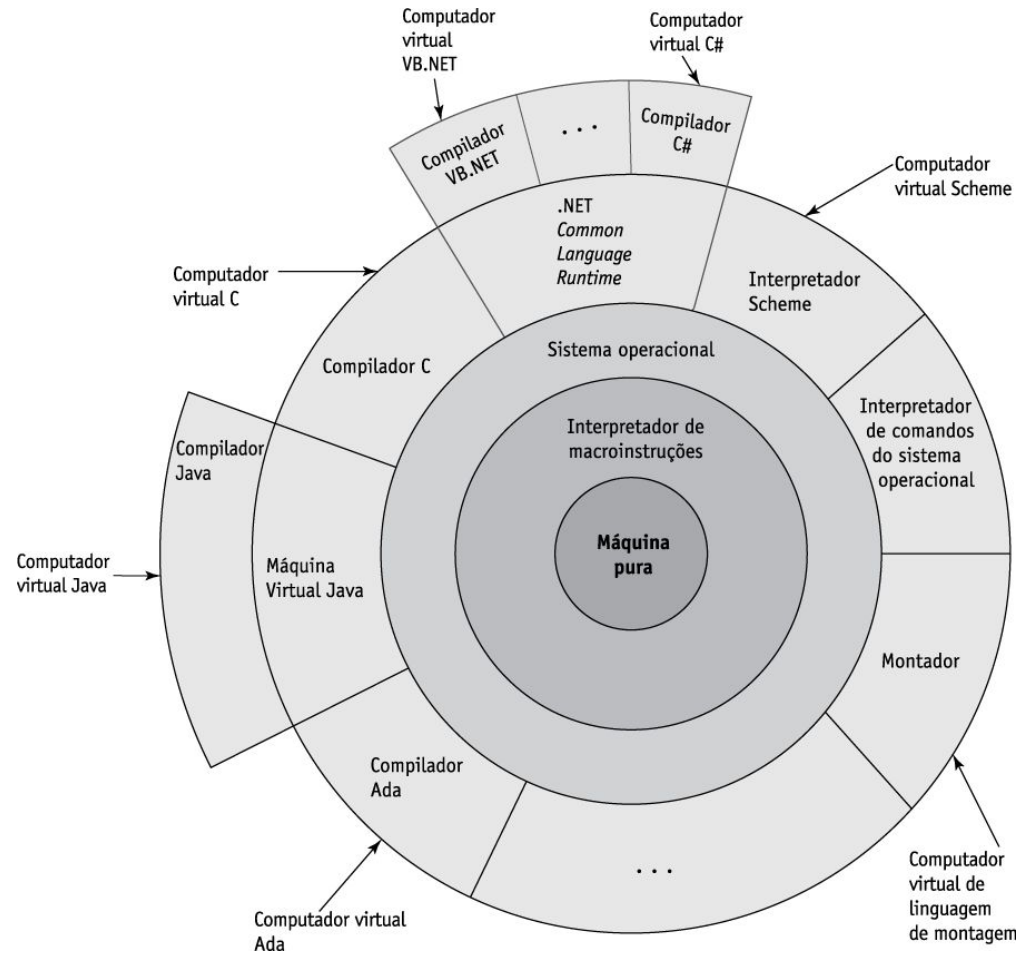 Computador
virtual
VB.NET
Computador
virtual C#
Compilador
VB.NET
. . .
Compilador
C#
Computador
virtual Scheme
.NET
Common
Language
Runtime
Computador
virtual C
Interpretador
Scheme
Sistema operacional
Compilador C
Interpretador
de comandos
do sistema
operacional
Interpretador de
macroinstruções
Compilador
Java
Máquina
pura
Computador
virtual Java
Máquina
Virtual Java
Montador
Compilador
Ada
. . .
Computador
virtual de
linguagem
de montagem
Computador virtual
Ada